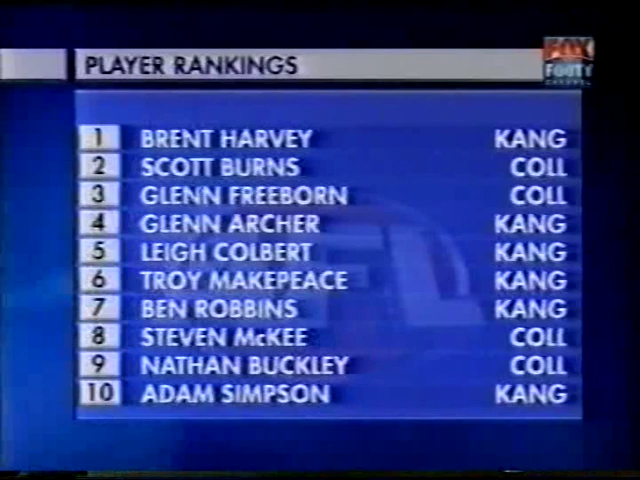 PLAYER RANKINGS
FOX
FOOTY
CHANNEL
1 BRENT HARVEY KANG
2 SCOTT BURNS COLL
3 GLENN FREEBORN COLL
4 GLENN ARCHER KANG
5 LEIGH COLBERT KANG
6 TROY MAKEPEACE KANG
7 BEN ROBBINS KANG
8 STEVEN McKEE COLL
9 NATHAN BUCKLEY COLL
10 ADAM SIMPSON KANG
FL